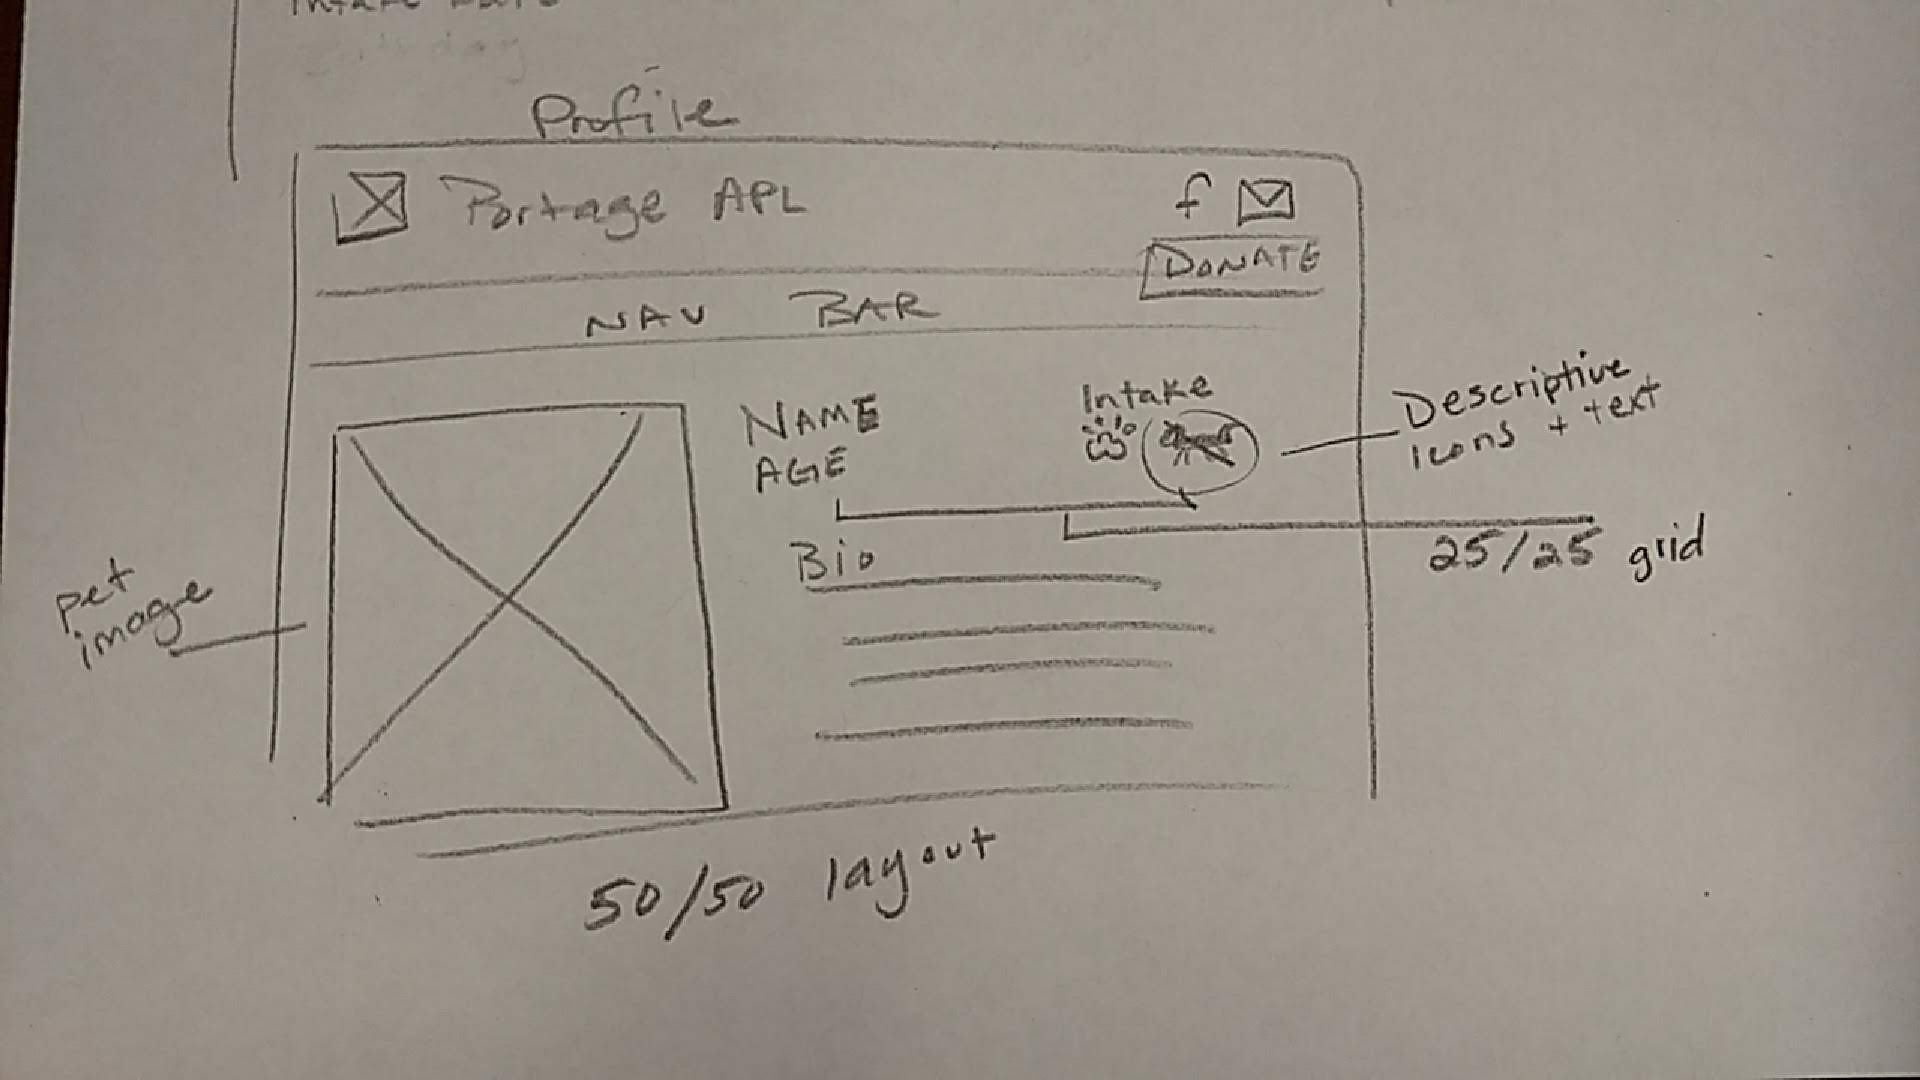 Profile
Portage APL
f
DONATE
NAV BAR
NAME
AGE
Intake
Descriptive
Icons + text
25/25 grid
Bio
pet
image
50/50 layout